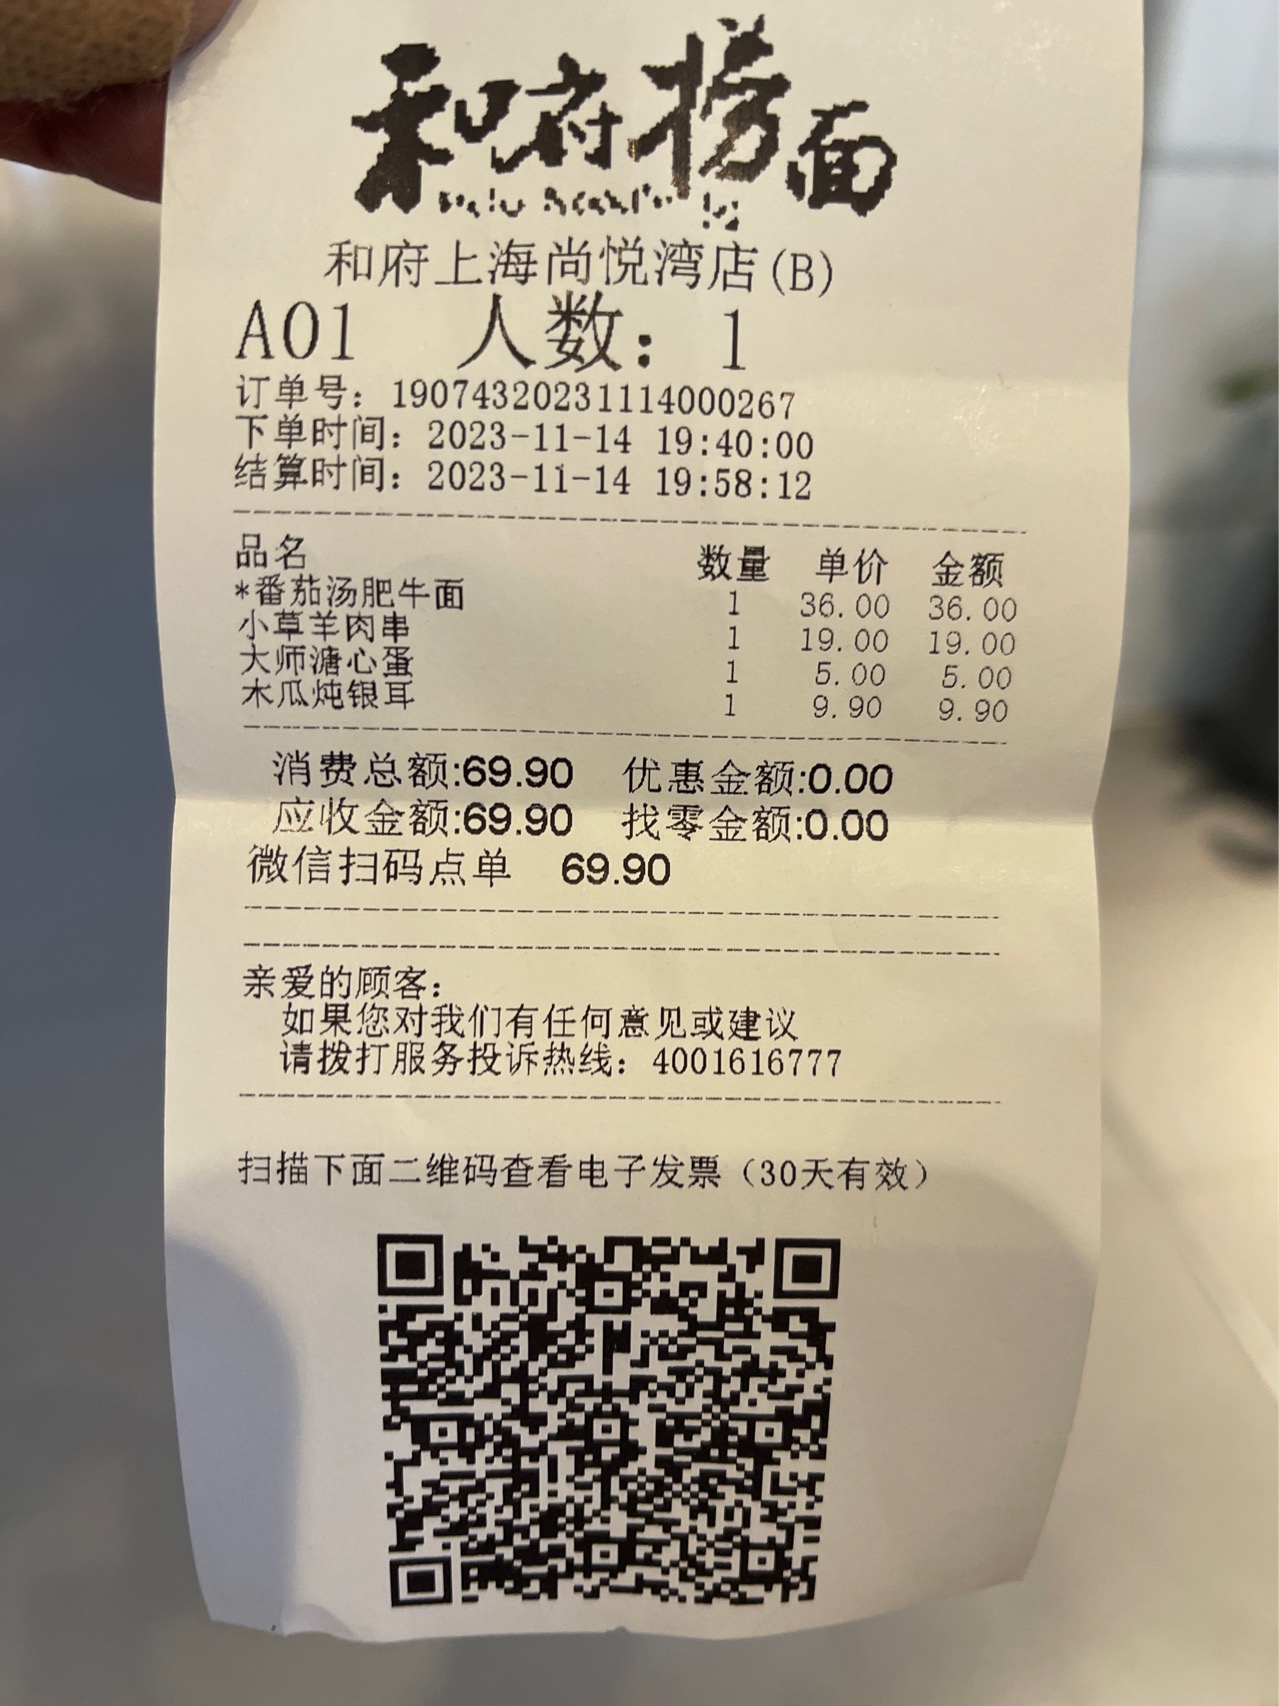 和府捞面
和府上海尚悦湾店(B)
A01 人数: 1
订单号: 19074320231114000267
下单时间: 2023-11-14 19:40:00
结算时间: 2023-11-14 19:58:12
品名 数量 单价 金额
*番茄汤肥牛面 1 36.00 36.00
小草羊肉串 1 19.00 19.00
大师溏心蛋 1 5.00 5.00
木瓜炖银耳 1 9.90 9.90
消费总额:69.90 优惠金额:0.00
应收金额:69.90 找零金额:0.00
微信扫码点单 69.90
亲爱的顾客:
如果您对我们有任何意见或建议
请拨打服务投诉热线: 4001616777
扫描下面二维码查看电子发票（30天有效）